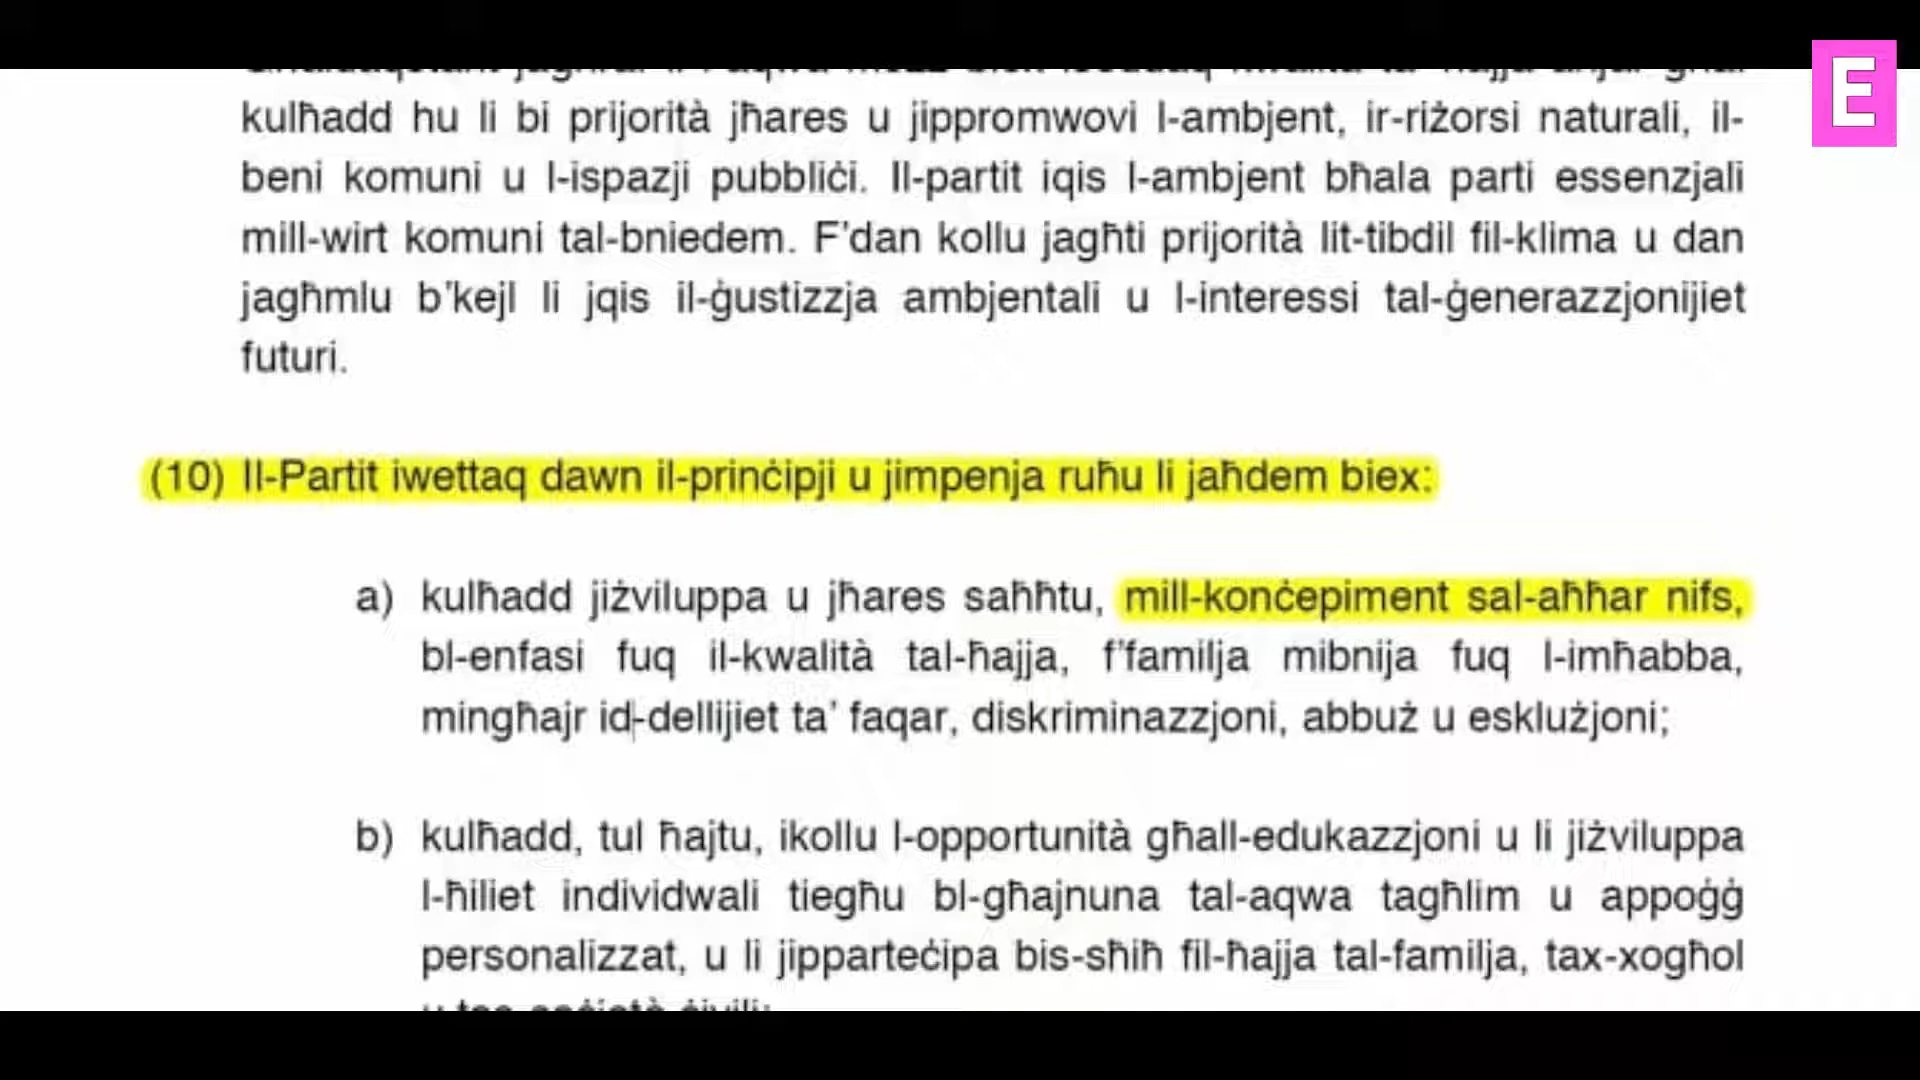 kulħadd hu li bi prijorità jħares u jippromwovi l-ambjent, ir-riżorsi naturali, il-
beni komuni u l-ispazji pubbliċi. Il-partit iqis l-ambjent bħala parti essenzjali
mill-wirt komuni tal-bniedem. F'dan kollu jagħti prijorità lit-tibdil fil-klima u dan
jagħmlu b'kejl li jqis il-ġustizzja ambjentali u l-interessi tal-ġenerazzjonijiet
futuri.
(10) Il-Partit iwettaq dawn il-prinċipji u jimpenja ruħu li jaħdem biex:
a) kulħadd jiżviluppa u jħares saħħtu, mill-konċepiment sal-aħħar nifs,
bl-enfasi fuq il-kwalità tal-ħajja, f'familja mibnija fuq l-imħabba,
mingħajr id-dellijiet ta' faqar, diskriminazzjoni, abbuż u esklużjoni;
b) kulħadd, tul ħajtu, ikollu l-opportunità għall-edukazzjoni u li jiżviluppa
l-ħiliet individwali tiegħu bl-għajnuna tal-aqwa tagħlim u appoġġ
personalizzat, u li jipparteċipa bis-sħiħ fil-ħajja tal-familja, tax-xogħol
E